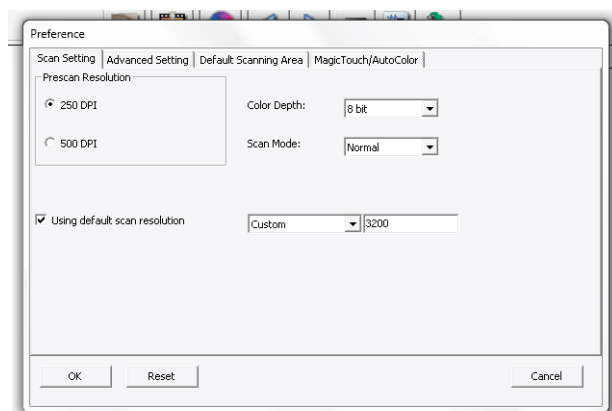 Preference
Scan Setting Advanced Setting Default Scanning Area MagicTouch/AutoColor
Prescan Resolution
250 DPI Color Depth: 8 bit
500 DPI Scan Mode: Normal
Using default scan resolution Custom 3200
OK Reset Cancel